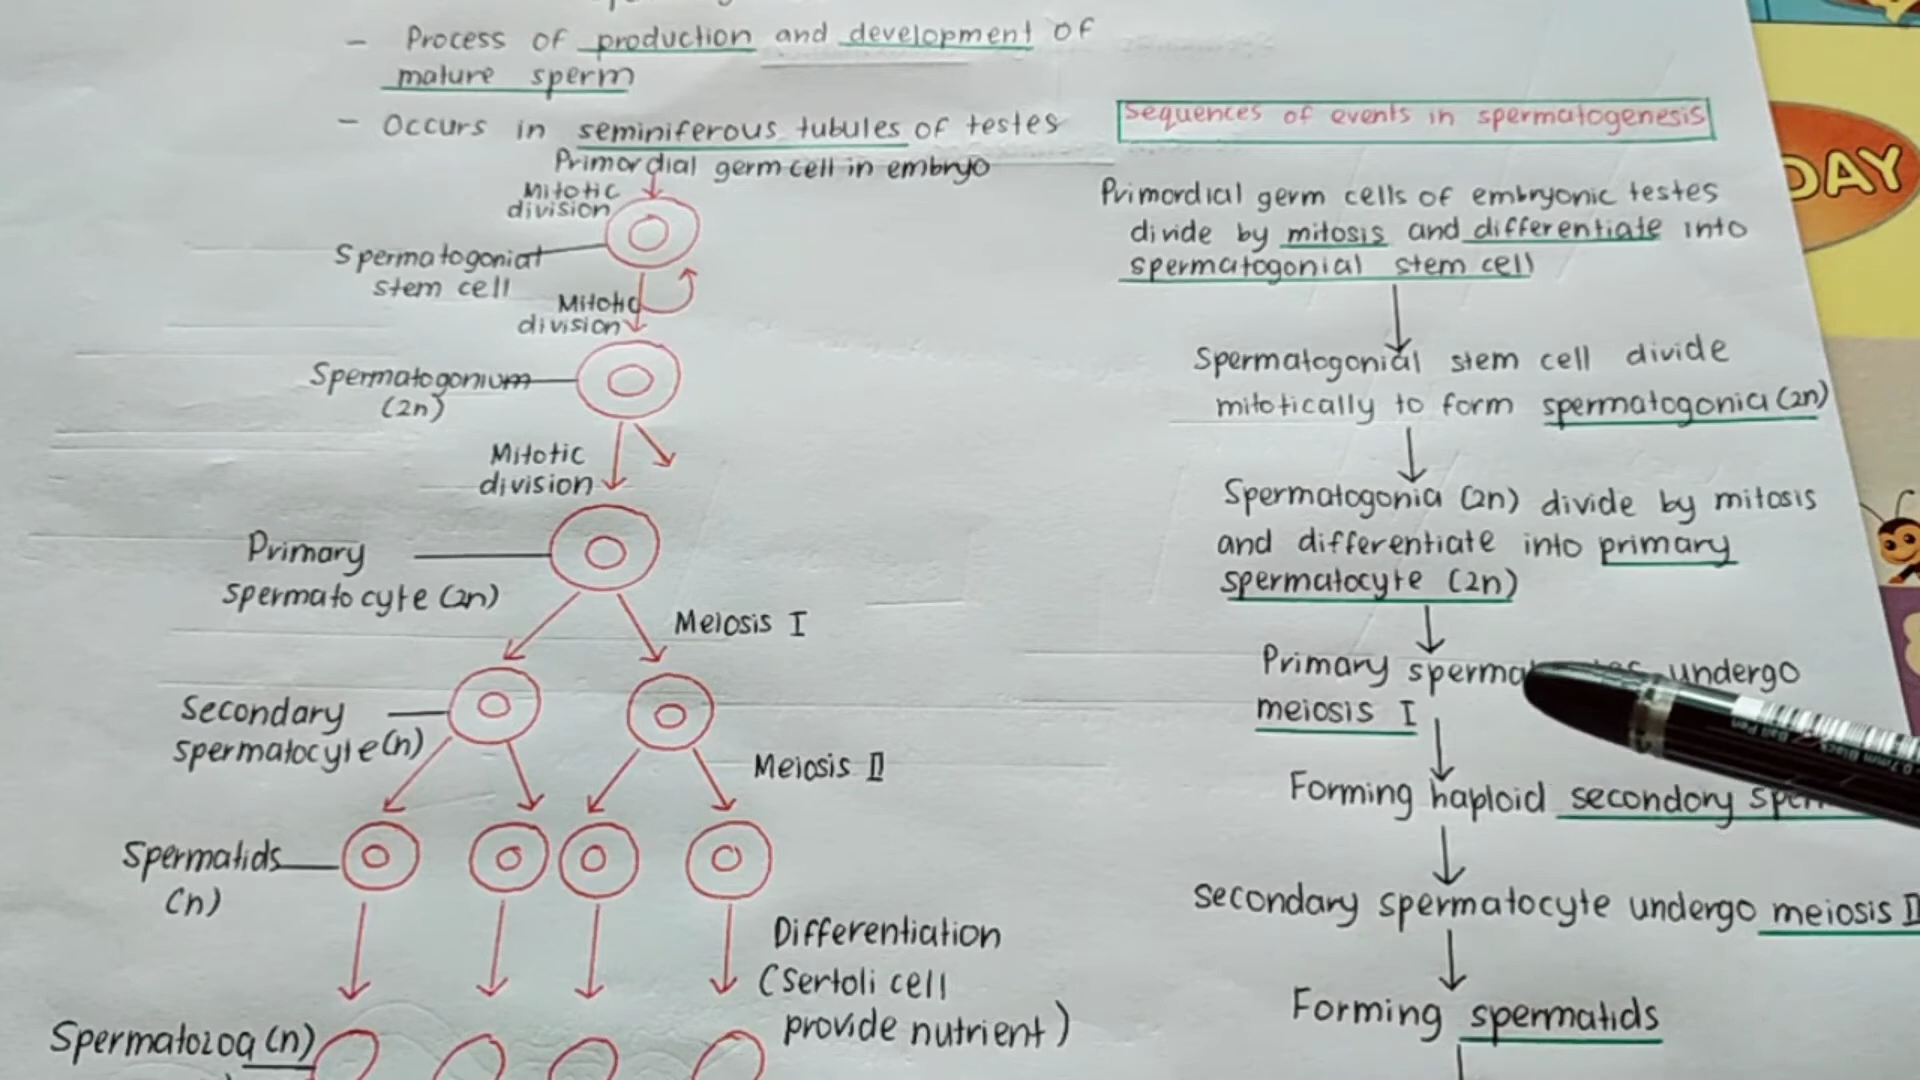 - Process of production and development of
mature sperm
- Occurs in seminiferous tubules of testes
Primordial germ cell in embryo
Mitotic
division
Spermatogonial
stem cell
Mitotic
division
Spermatogonium
(2n)
Mitotic
division
Primary
spermatocyte (2n)
Meiosis I
Secondary
spermatocyte (n)
Meiosis II
Spermatids
(n)
Differentiation
(Sertoli cell
provide nutrient)
Spermatozoa (n)
Sequences of events in spermatogenesis
Primordial germ cells of embryonic testes
divide by mitosis and differentiate into
spermatogonial stem cell
Spermatogonial stem cell divide
mitotically to form spermatogonia (2n)
Spermatogonia (2n) divide by mitosis
and differentiate into primary
spermatocyte (2n)
Primary undergo
meiosis I
Forming haploid secondory
Secondary spermatocyte undergo meiosis II
Forming spermatids
DAY